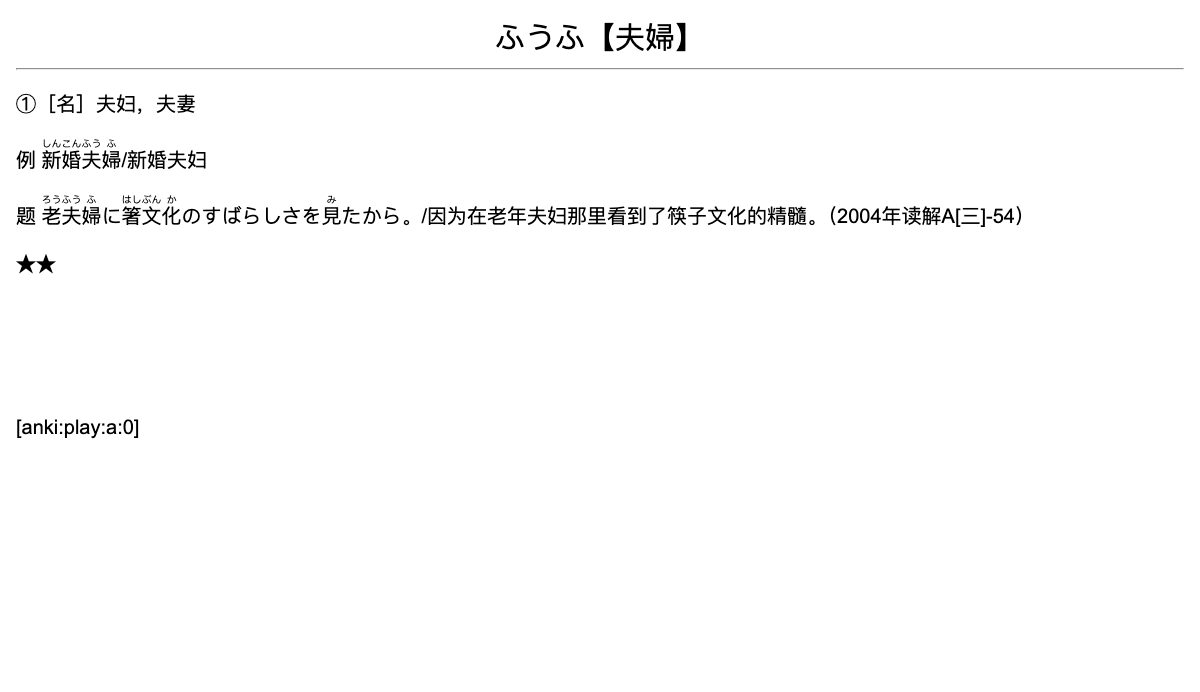 ふうふ【夫婦】
①［名］夫妇，夫妻
しんこんふう ふ
例 新婚夫婦/新婚夫妇
ろうふう ふ はしぶん か み
题 老夫婦に箸文化のすばらしさを見たから。/因为在老年夫妇那里看到了筷子文化的精髓。（2004年读解A[三]-54）
★★
[anki:play:a:0]